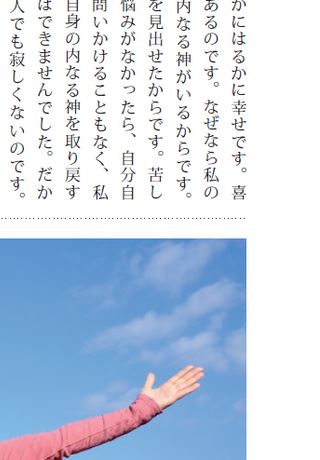 かにはるかに幸せです。喜
あるのです。なぜなら私の
内なる神がいるからです。
を見出せたからです。苦し
悩みがなかったら、自分自
問いかけることもなく、私
自身の内なる神を取り戻す
はできませんでした。だか
人でも寂しくないのです。